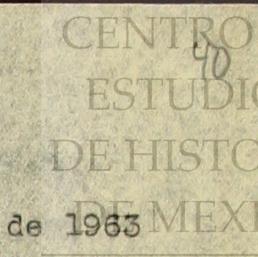 CENTRO
40
ESTUDIO
DE HISTO
DE MEXI
de 1963